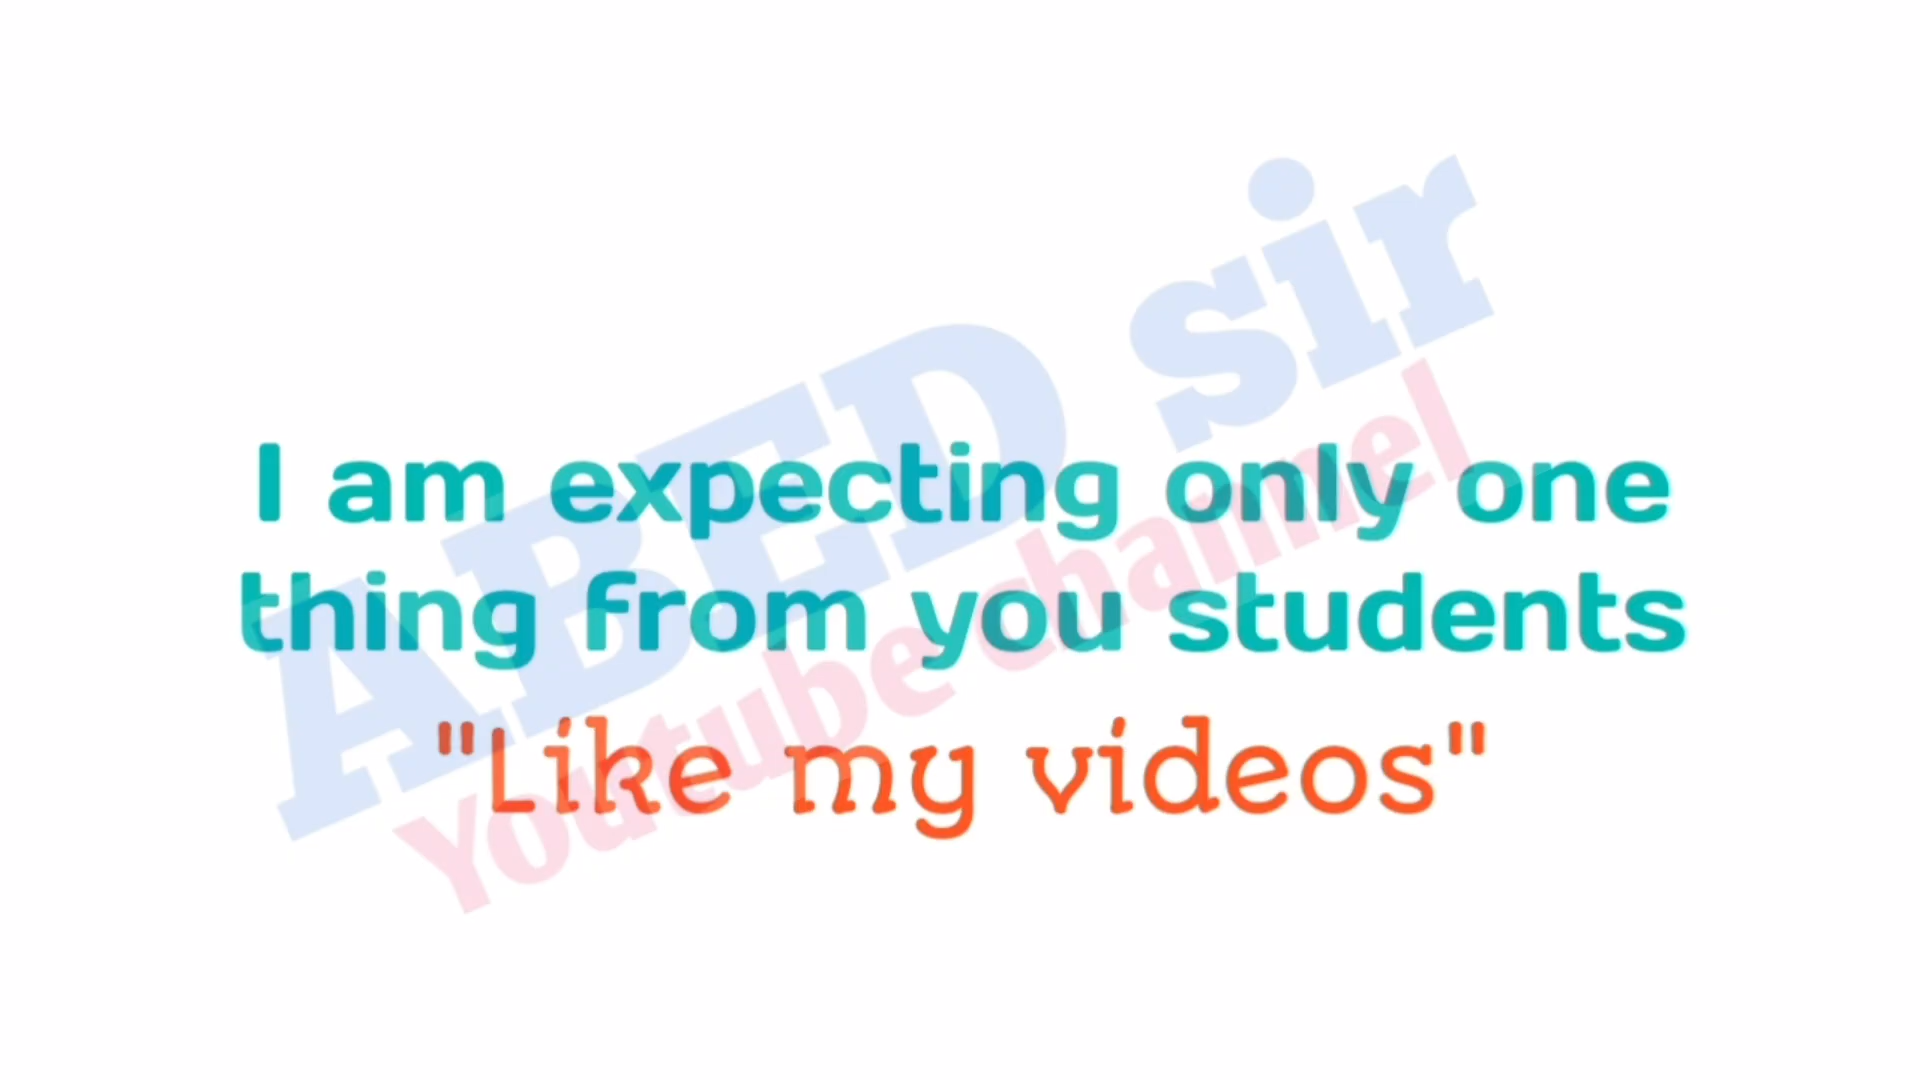 I am expecting only one
thing from you students
"Like my videos"
ABED sir
Youtube channel